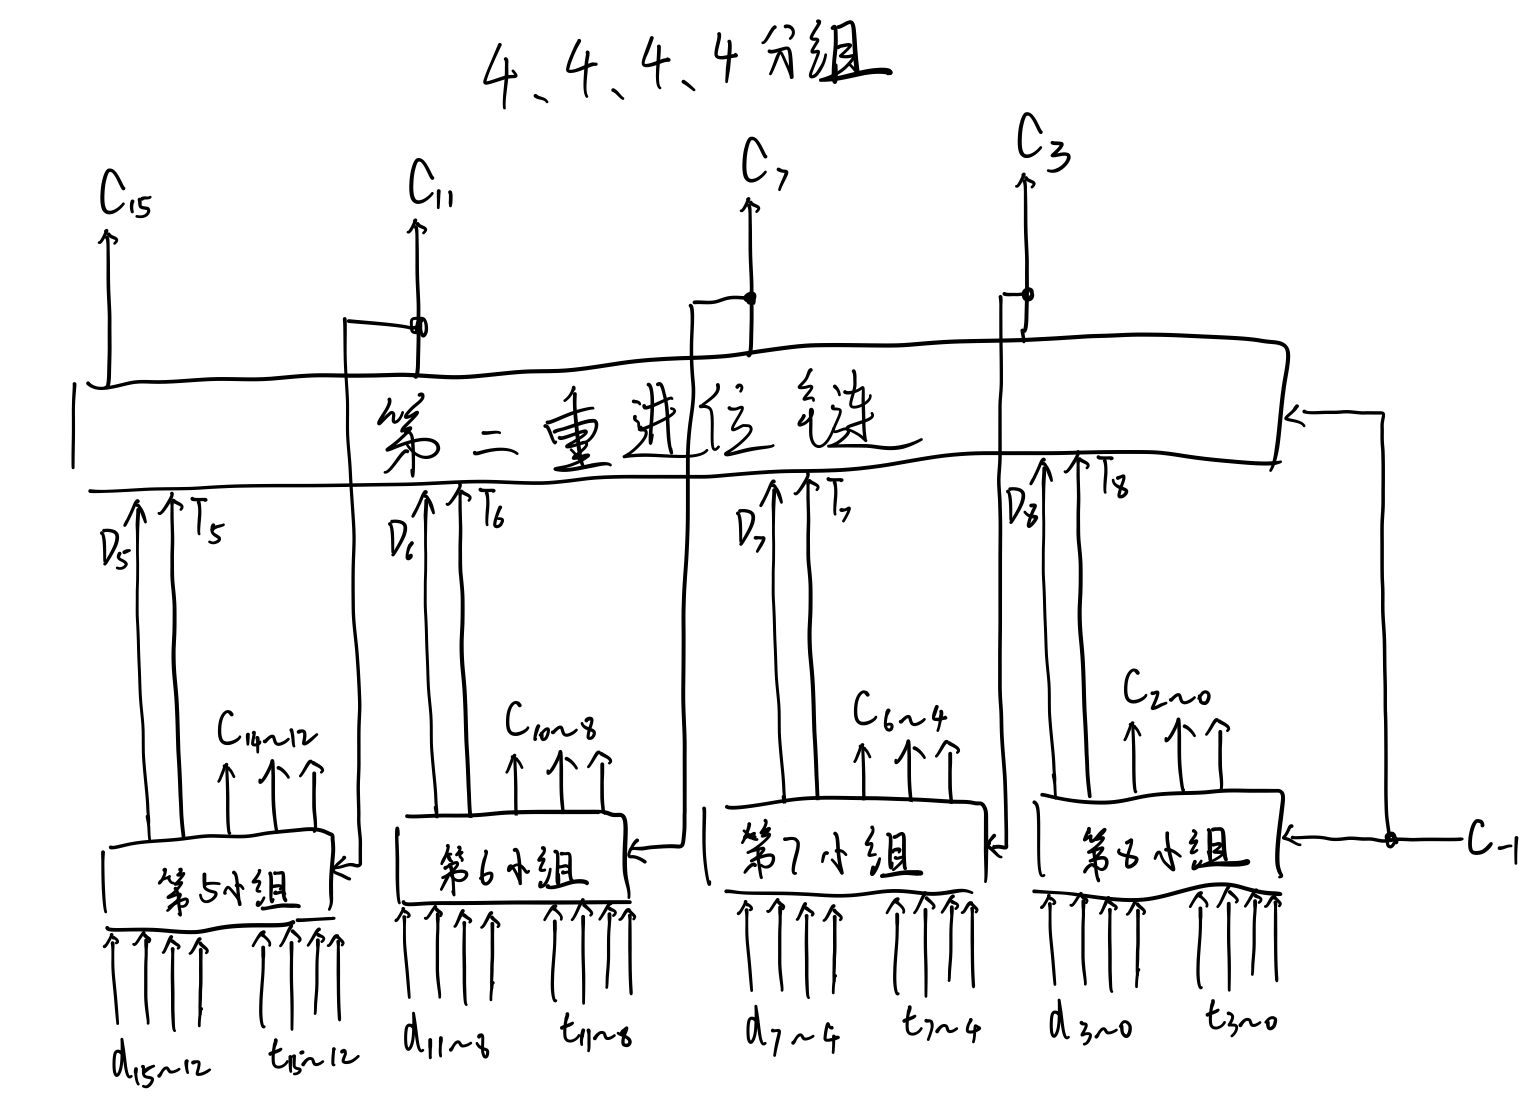 4、4、4、4分组
C15 C11 C7 C3
第二重进位链
D5 T5 D6 T6 D7 T7 D8 T8
C14~12 C10~8 C6~4 C2~0
第5小组 第6小组 第7小组 第8小组 C-1
d15~12 t15~12 d11~8 t11~8 d7~4 t7~4 d3~0 t3~0